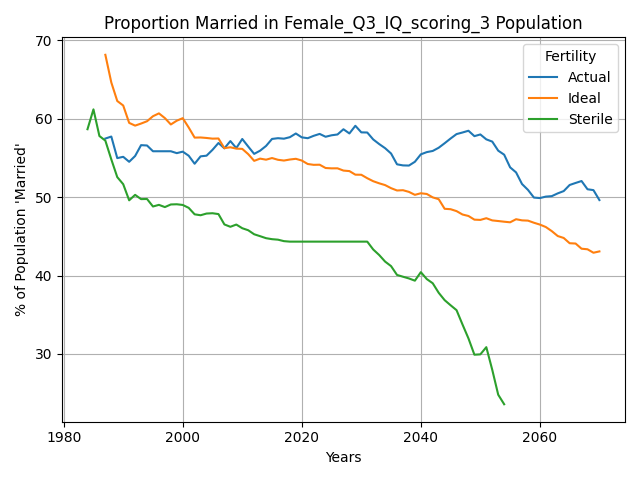 Proportion Married in Female_Q3_IQ_scoring_3 Population
Fertility
Actual
Ideal
Sterile
% of Population 'Married'
70
60
50
40
30
1980
2000
2020
2040
2060
Years